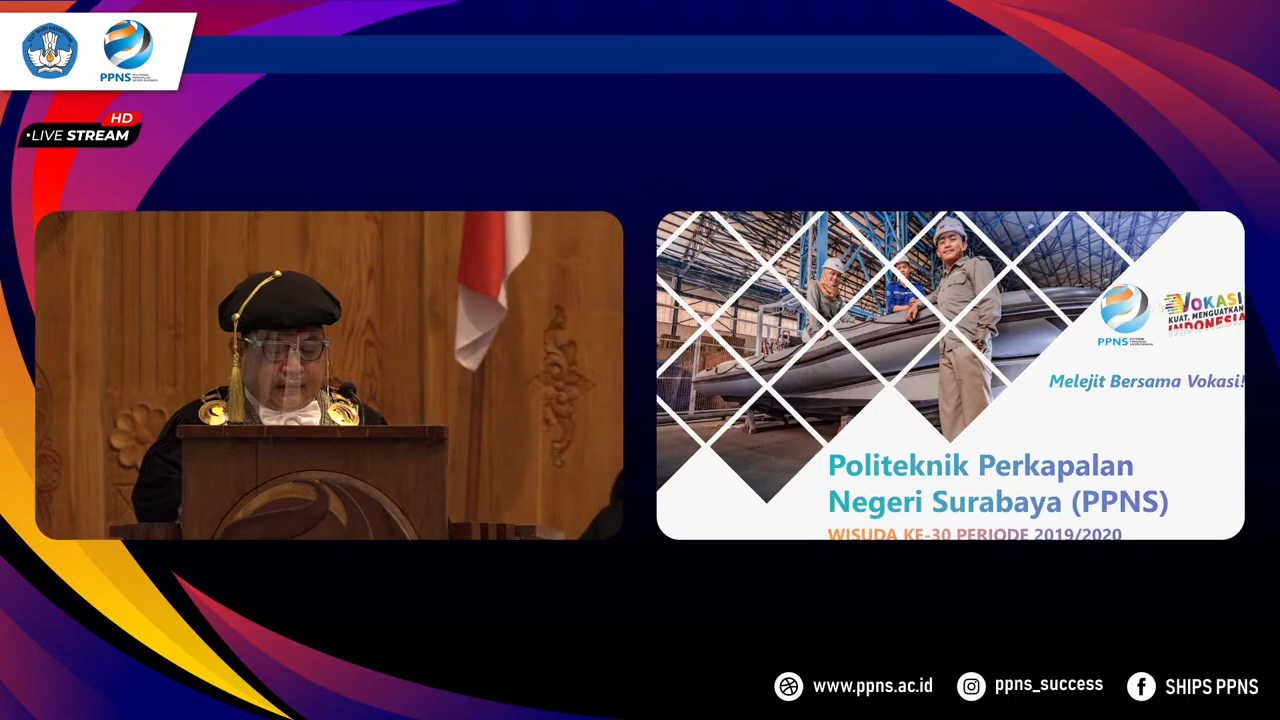 PPNS
HD
•LIVE STREAM
PPNS
VOKASI
KUAT, MENGUATKAN
INDONESIA
Melejit Bersama Vokasi!
Politeknik Perkapalan
Negeri Surabaya (PPNS)
WISUDA KE-30 PERIODE 2019/2020
www.ppns.ac.id
ppns_success
SHIPS PPNS